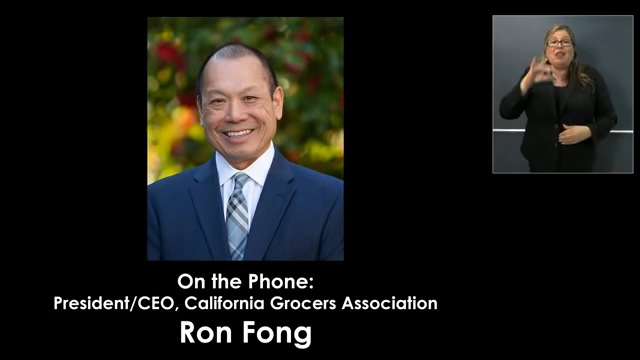 On the Phone:
President/CEO, California Grocers Association
Ron Fong